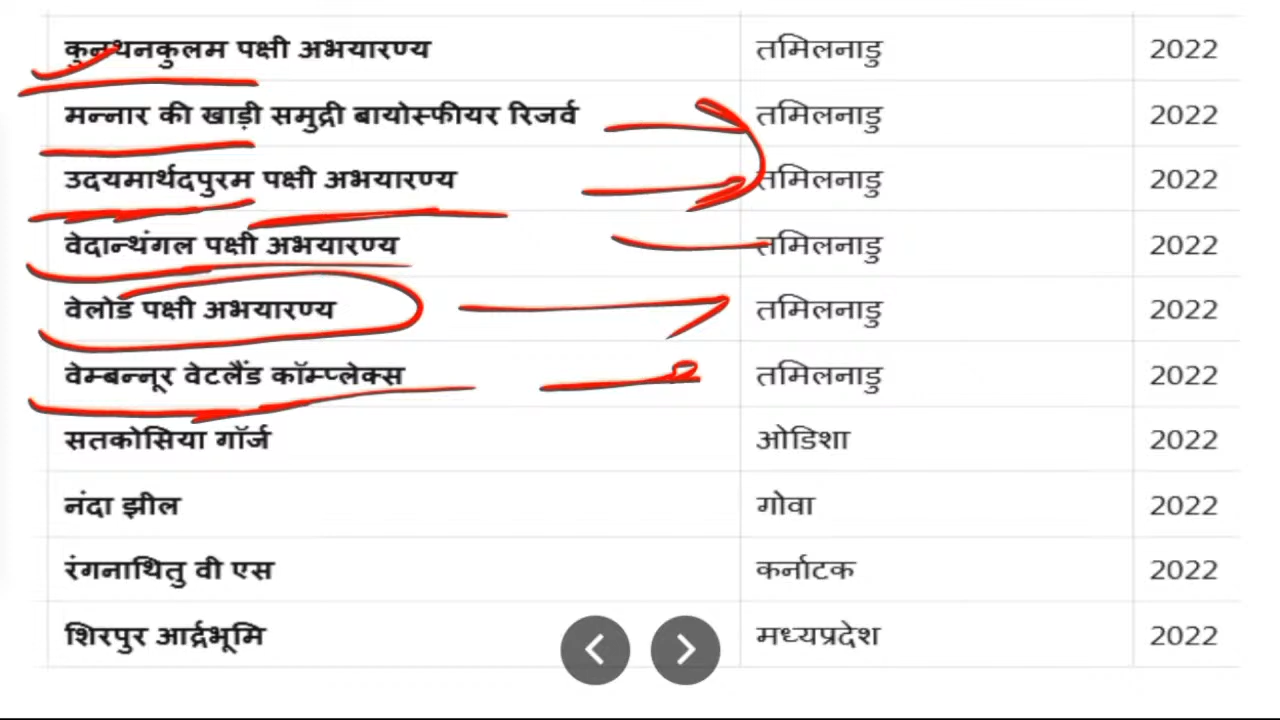 कुनथनकुलम पक्षी अभयारण्य तमिलनाडु 2022
मन्नार की खाड़ी समुद्री बायोस्फीयर रिजर्व तमिलनाडु 2022
उदयमार्थदपुरम पक्षी अभयारण्य तमिलनाडु 2022
वेदान्थंगल पक्षी अभयारण्य तमिलनाडु 2022
वेलोड पक्षी अभयारण्य तमिलनाडु 2022
वेम्बन्नूर वेटलैंड कॉम्प्लेक्स तमिलनाडु 2022
सतकोसिया गॉर्ज ओडिशा 2022
नंदा झील गोवा 2022
रंगनाथितु वी एस कर्नाटक 2022
शिरपुर आर्द्रभूमि मध्यप्रदेश 2022